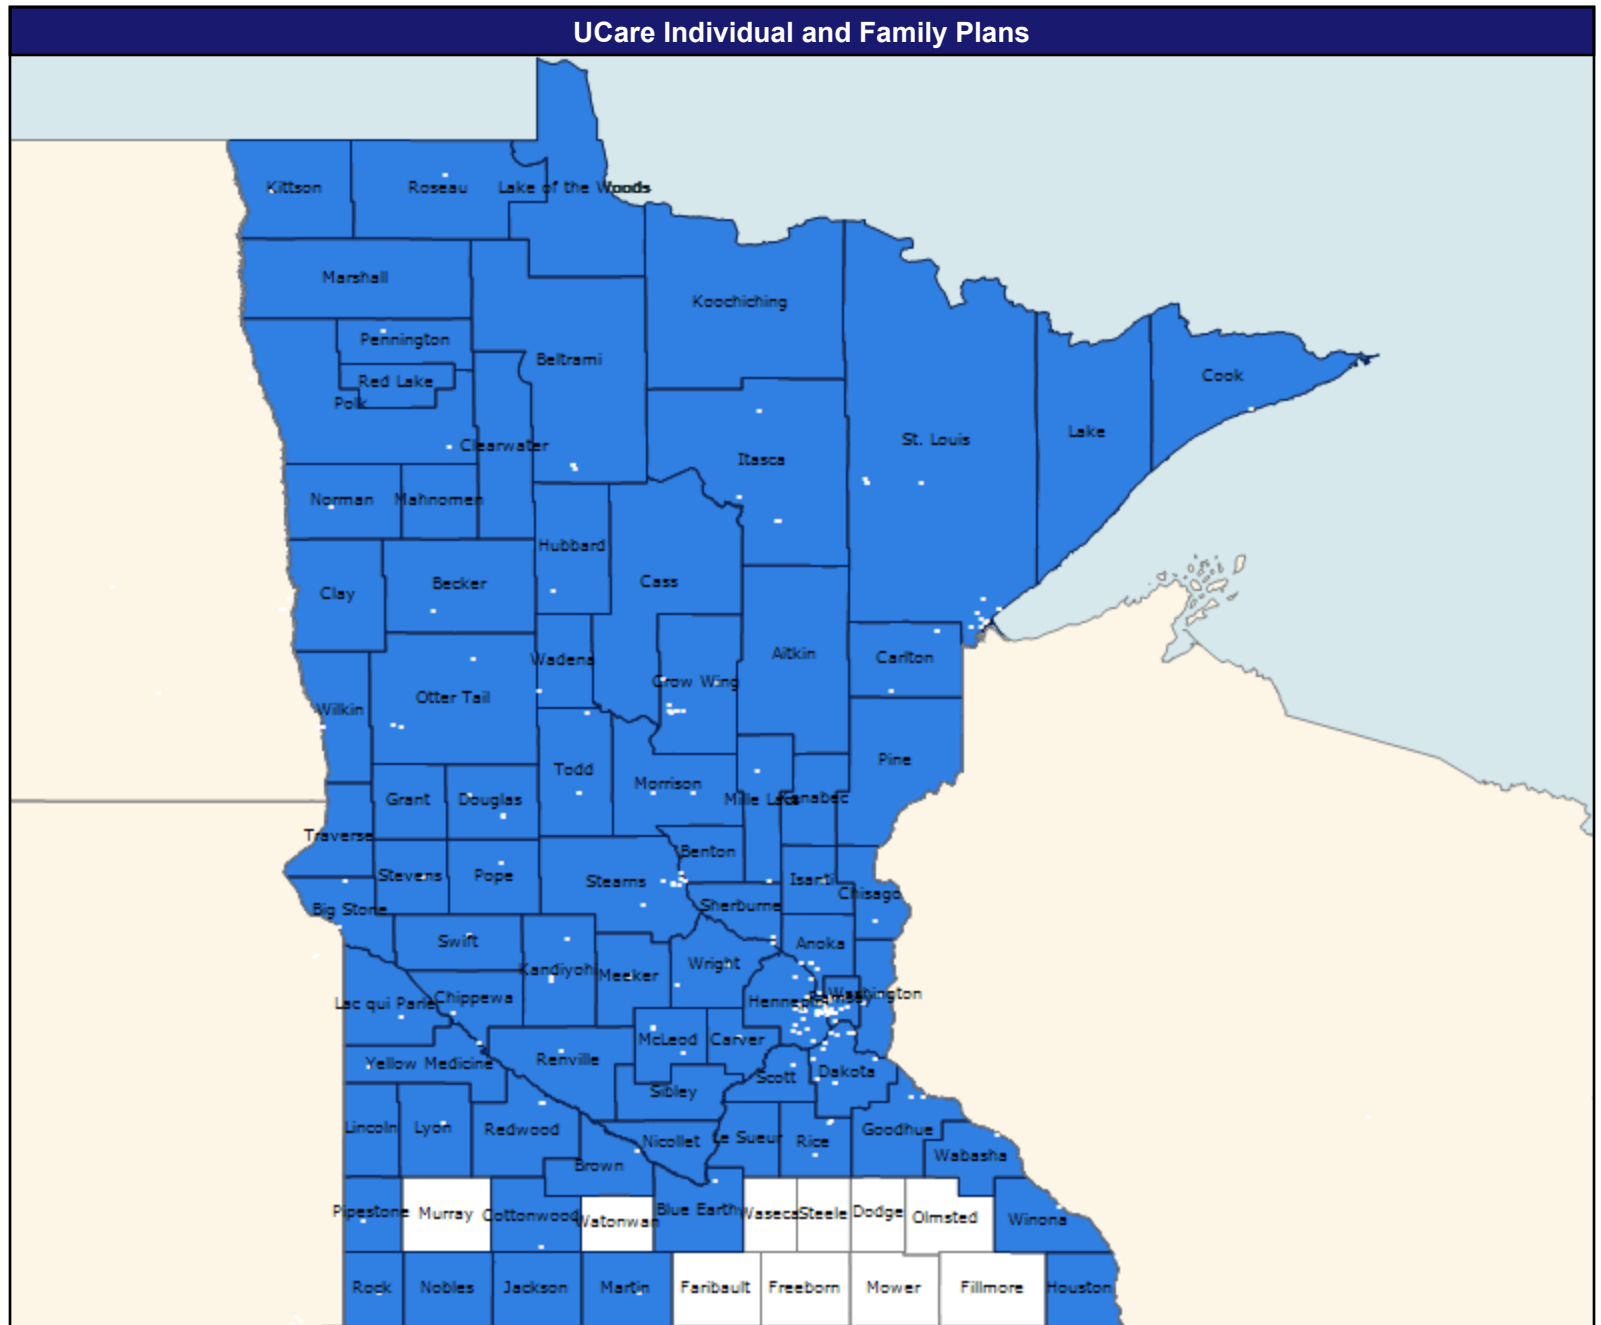 UCare Individual and Family Plans
Kittson
Roseau
Lake of the Woods
Marshall
Koochiching
Pennington
Beltrami
Red Lake
Polk
Cook
Clearwater
St. Louis
Lake
Itasca
Norman
Mahnomen
Hubbard
Cass
Becker
Clay
Wadena
Aitkin
Carlton
Crow Wing
Otter Tail
Wilkin
Pine
Todd
Morrison
Grant
Douglas
Mille Lacs
Kanabec
Traverse
Benton
Stevens
Pope
Stearns
Isanti
Chisago
Big Stone
Sherburne
Swift
Anoka
Kandiyohi
Meeker
Wright
Lac qui Parle
Chippewa
Hennepin
Ramsey
Washington
McLeod
Carver
Yellow Medicine
Renville
Scott
Dakota
Sibley
Lincoln
Lyon
Redwood
Nicollet
Le Sueur
Rice
Goodhue
Brown
Wabasha
Pipestone
Murray
Cottonwood
Watonwan
Blue Earth
Waseca
Steele
Dodge
Olmsted
Winona
Rock
Nobles
Jackson
Martin
Faribault
Freeborn
Mower
Fillmore
Houston